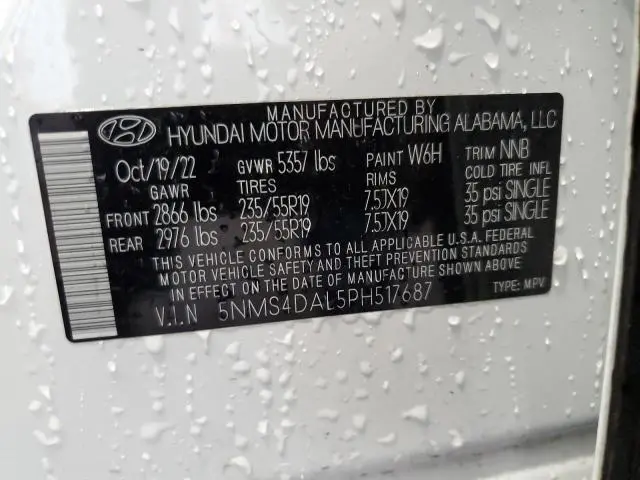 MANUFACTURED BY
HYUNDAI MOTOR MANUFACTURING ALABAMA, LLC
Oct/19/22 GVWR 5357 lbs PAINT W6H TRIM NNB
GAWR TIRES RIMS COLD TIRE INFL
FRONT 2866 lbs 235/55R19 7.5JX19 35 psi SINGLE
REAR 2976 lbs 235/55R19 7.5JX19 35 psi SINGLE
THIS VEHICLE CONFORMS TO ALL APPLICABLE U.S.A. FEDERAL
MOTOR VEHICLE SAFETY AND THEFT PREVENTION STANDARDS
IN EFFECT ON THE DATE OF MANUFACTURE SHOWN ABOVE.
V.I.N 5NMS4DAL5PH517687 TYPE: MPV